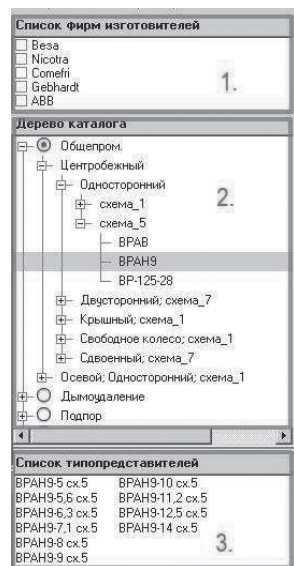 Список фирм изготовителей
Веза
Nicotra
Comefri
Gebhardt
ABB
1.
Дерево каталога
Общепром.
Центробежный
Односторонний
схема_1
схема_5
ВРАВ
ВРАН9
ВР-125-28
Двусторонний; схема_7
Крышный; схема_1
Свободное колесо; схема_1
Сдвоенный; схема_7
Осевой; Односторонний; схема_1
Дымоудаление
Подпор
2.
Список типопредставителей
ВРАН9-5 сх.5 ВРАН9-10 сх.5
ВРАН9-5,6 сх.5 ВРАН9-11,2 сх.5
ВРАН9-6,3 сх.5 ВРАН9-12,5 сх.5
ВРАН9-7,1 сх.5 ВРАН9-14 сх.5
ВРАН9-8 сх.5
ВРАН9-9 сх.5
3.